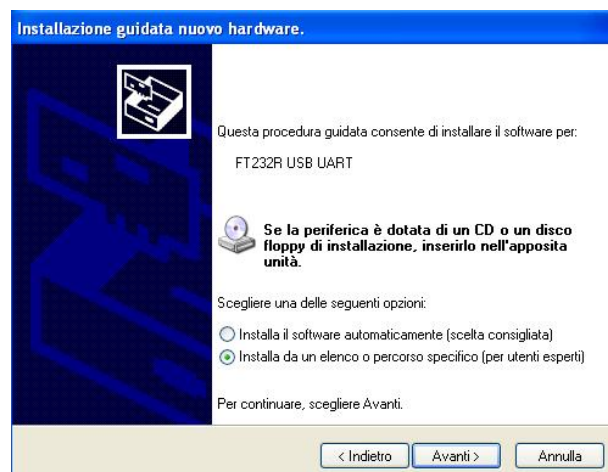 Installazione guidata nuovo hardware.
Questa procedura guidata consente di installare il software per:
FT232R USB UART
Se la periferica è dotata di un CD o un disco
floppy di installazione, inserirlo nell'apposita
unità.
Scegliere una delle seguenti opzioni:
Installa il software automaticamente (scelta consigliata)
Installa da un elenco o percorso specifico (per utenti esperti)
Per continuare, scegliere Avanti.
< Indietro Avanti > Annulla